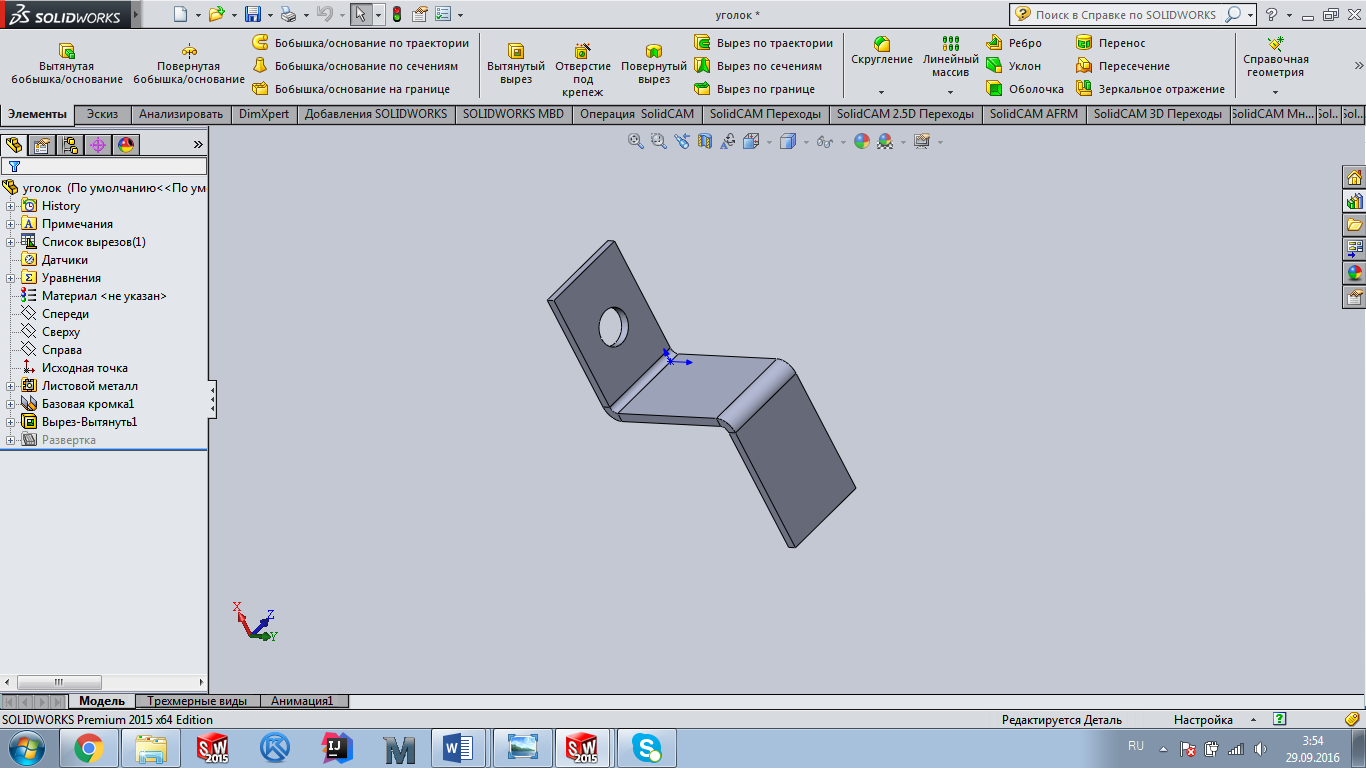 SOLIDWORKS
уголок *
Поиск в Справке по SOLIDWORKS
?
Вытянутая
бобышка/основание
Повернутая
бобышка/основание
Бобышка/основание по траектории
Бобышка/основание по сечениям
Бобышка/основание на границе
Вытянутый
вырез
Отверстие
под
крепеж
Повернутый
вырез
Вырез по траектории
Вырез по сечениям
Вырез по границе
Скругление
Линейный
массив
Ребро
Уклон
Оболочка
Перенос
Пересечение
Зеркальное отражение
Справочная
геометрия
Элементы
Эскиз
Анализировать
DimXpert
Добавления SOLIDWORKS
SOLIDWORKS MBD
Операция SolidCAM
SolidCAM Переходы
SolidCAM 2.5D Переходы
SolidCAM AFRM
SolidCAM 3D Переходы
SolidCAM Мн...
Sol..
Sol..
уголок (По умолчанию<<По ум
History
Примечания
Список вырезов(1)
Датчики
Уравнения
Материал <не указан>
Спереди
Сверху
Справа
Исходная точка
Листовой металл
Базовая кромка1
Вырез-Вытянуть1
Развертка
X
Z
Y
Модель
Трехмерные виды
Анимация1
SOLIDWORKS Premium 2015 x64 Edition
Редактируется Деталь
Настройка
RU
3:54
29.09.2016